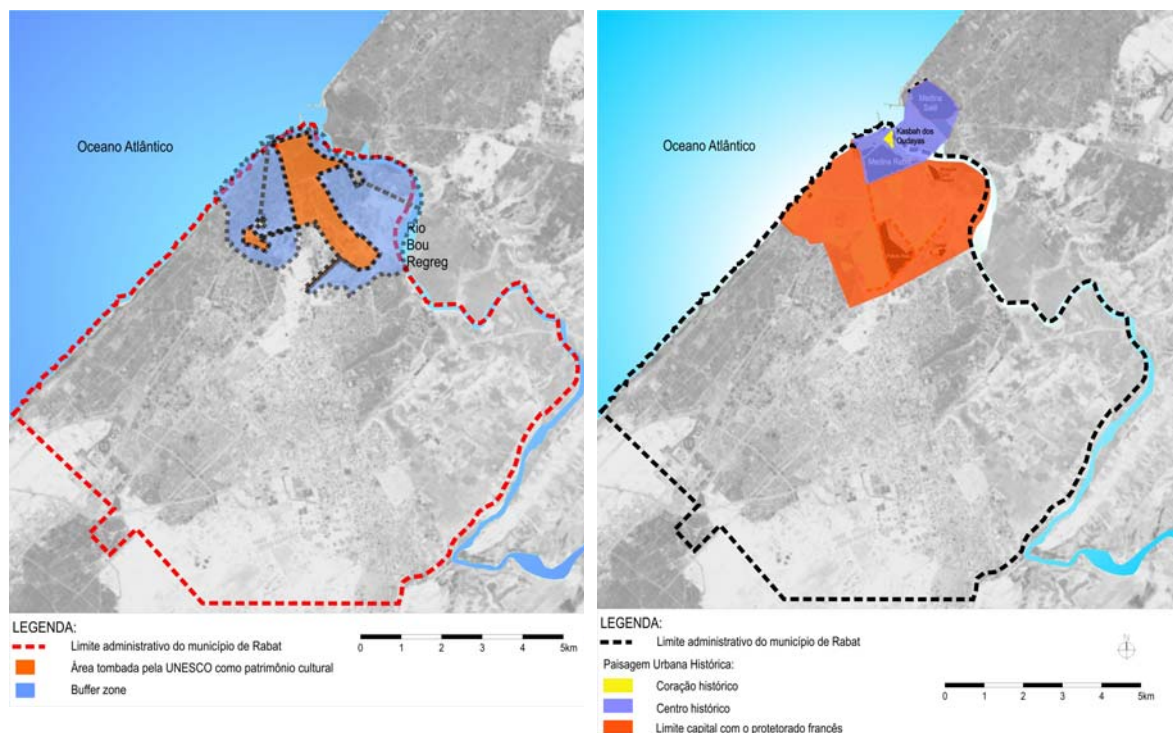 Oceano Atlântico
Rio
Bou
Regreg
LEGENDA:
Limite administrativo do município de Rabat
0 1 2 3 4 5km
Área tombada pela UNESCO como patrimônio cultural
Buffer zone
Oceano Atlântico
Medina
Salé
Kasbah dos
Oudayas
Medina Rabat
LEGENDA:
Limite administrativo do município de Rabat
Paisagem Urbana Histórica:
Coração histórico
Centro histórico
0 1 2 3 4 5km
Limite capital com o protetorado francês